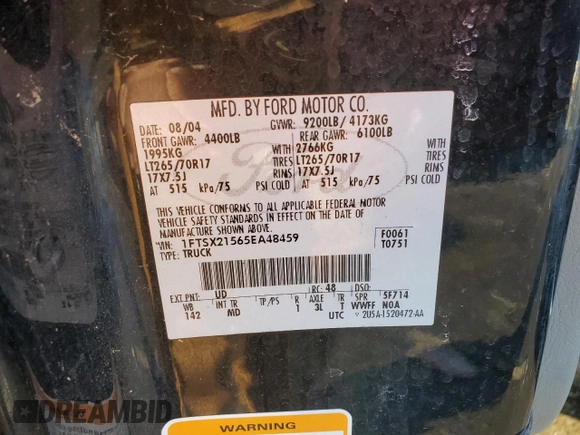 MFD. BY FORD MOTOR CO.
DATE 08/04 GVWR: 9200LB/ 4173KG
FRONT GAWR: 4400LB REAR GAWR: 6100LB
1995KG WITH 2766KG WITH
LT265/70R17 TIRES LT265/70R17 TIRES
17X7.5J RIMS 17X7.5J RIMS
AT 515 kPa/75 PSI COLD AT 515 kPa/75 PSI COLD
THIS VEHICLE CONFORMS TO ALL APPLICABLE FEDERAL MOTOR
VEHICLE SAFETY STANDARDS IN EFFECT ON THE DATE OF
MANUFACTURE SHOWN ABOVE.
VIN: 1FTSX21565EA48459 F0061
TYPE: TRUCK T0751
EXT PNT: UD RC: 48 DSO: 5F714
WB INT TR TP/PS R AXLE TR SPR
142 MD 1 3L T WWFF N0A
UTC 2U5A-1520472-AA
Ford
WARNING
DREAMBID